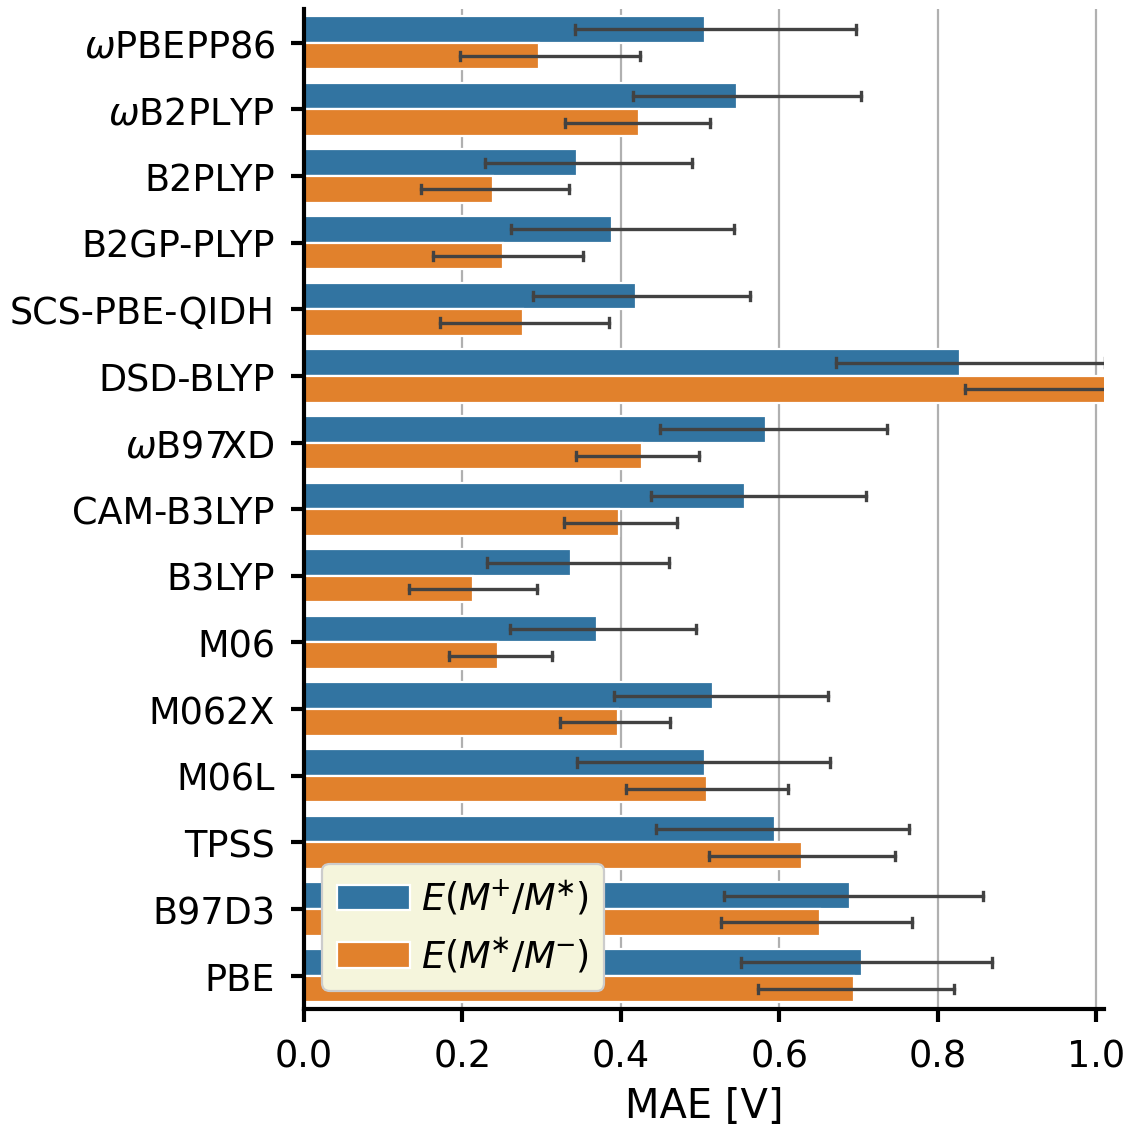 ωPBEPP86
ωB2PLYP
B2PLYP
B2GP-PLYP
SCS-PBE-QIDH
DSD-BLYP
ωB97XD
CAM-B3LYP
B3LYP
M06
M062X
M06L
TPSS
B97D3
PBE
E(M⁺/M*)
E(M*/M⁻)
0.0 0.2 0.4 0.6 0.8 1.0
MAE [V]